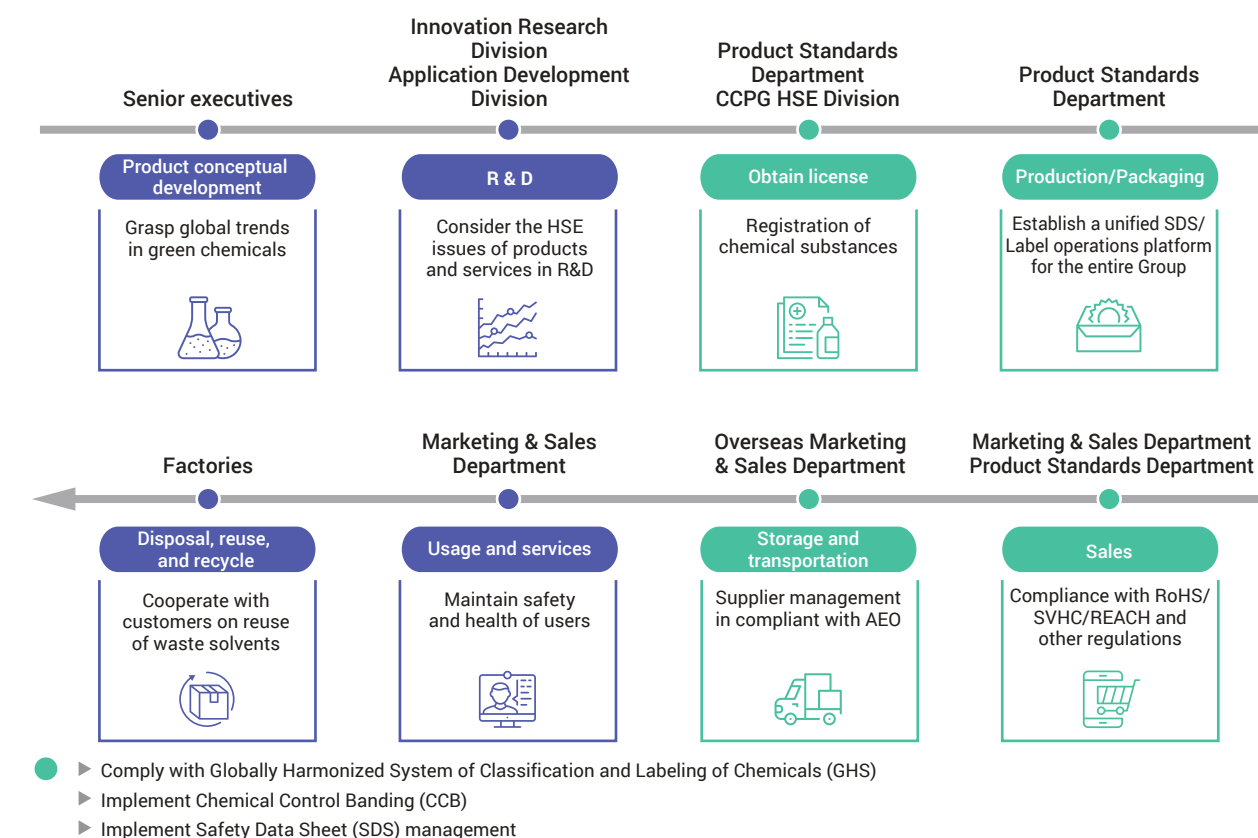 Innovation Research
Division
Application Development
Division
Senior executives
Product Standards
Department
CCPG HSE Division
Product Standards
Department
Product conceptual
development
Grasp global trends
in green chemicals
R & D
Consider the HSE
issues of products
and services in R&D
Obtain license
Registration of
chemical substances
Production/Packaging
Establish a unified SDS/
Label operations platform
for the entire Group
Factories
Marketing & Sales
Department
Overseas Marketing
& Sales Department
Marketing & Sales Department
Product Standards Department
Disposal, reuse,
and recycle
Cooperate with
customers on reuse
of waste solvents
Usage and services
Maintain safety
and health of users
Storage and
transportation
Supplier management
in compliant with AEO
Sales
Compliance with RoHS/
SVHC/REACH and
other regulations
Comply with Globally Harmonized System of Classification and Labeling of Chemicals (GHS)
Implement Chemical Control Banding (CCB)
Implement Safety Data Sheet (SDS) management